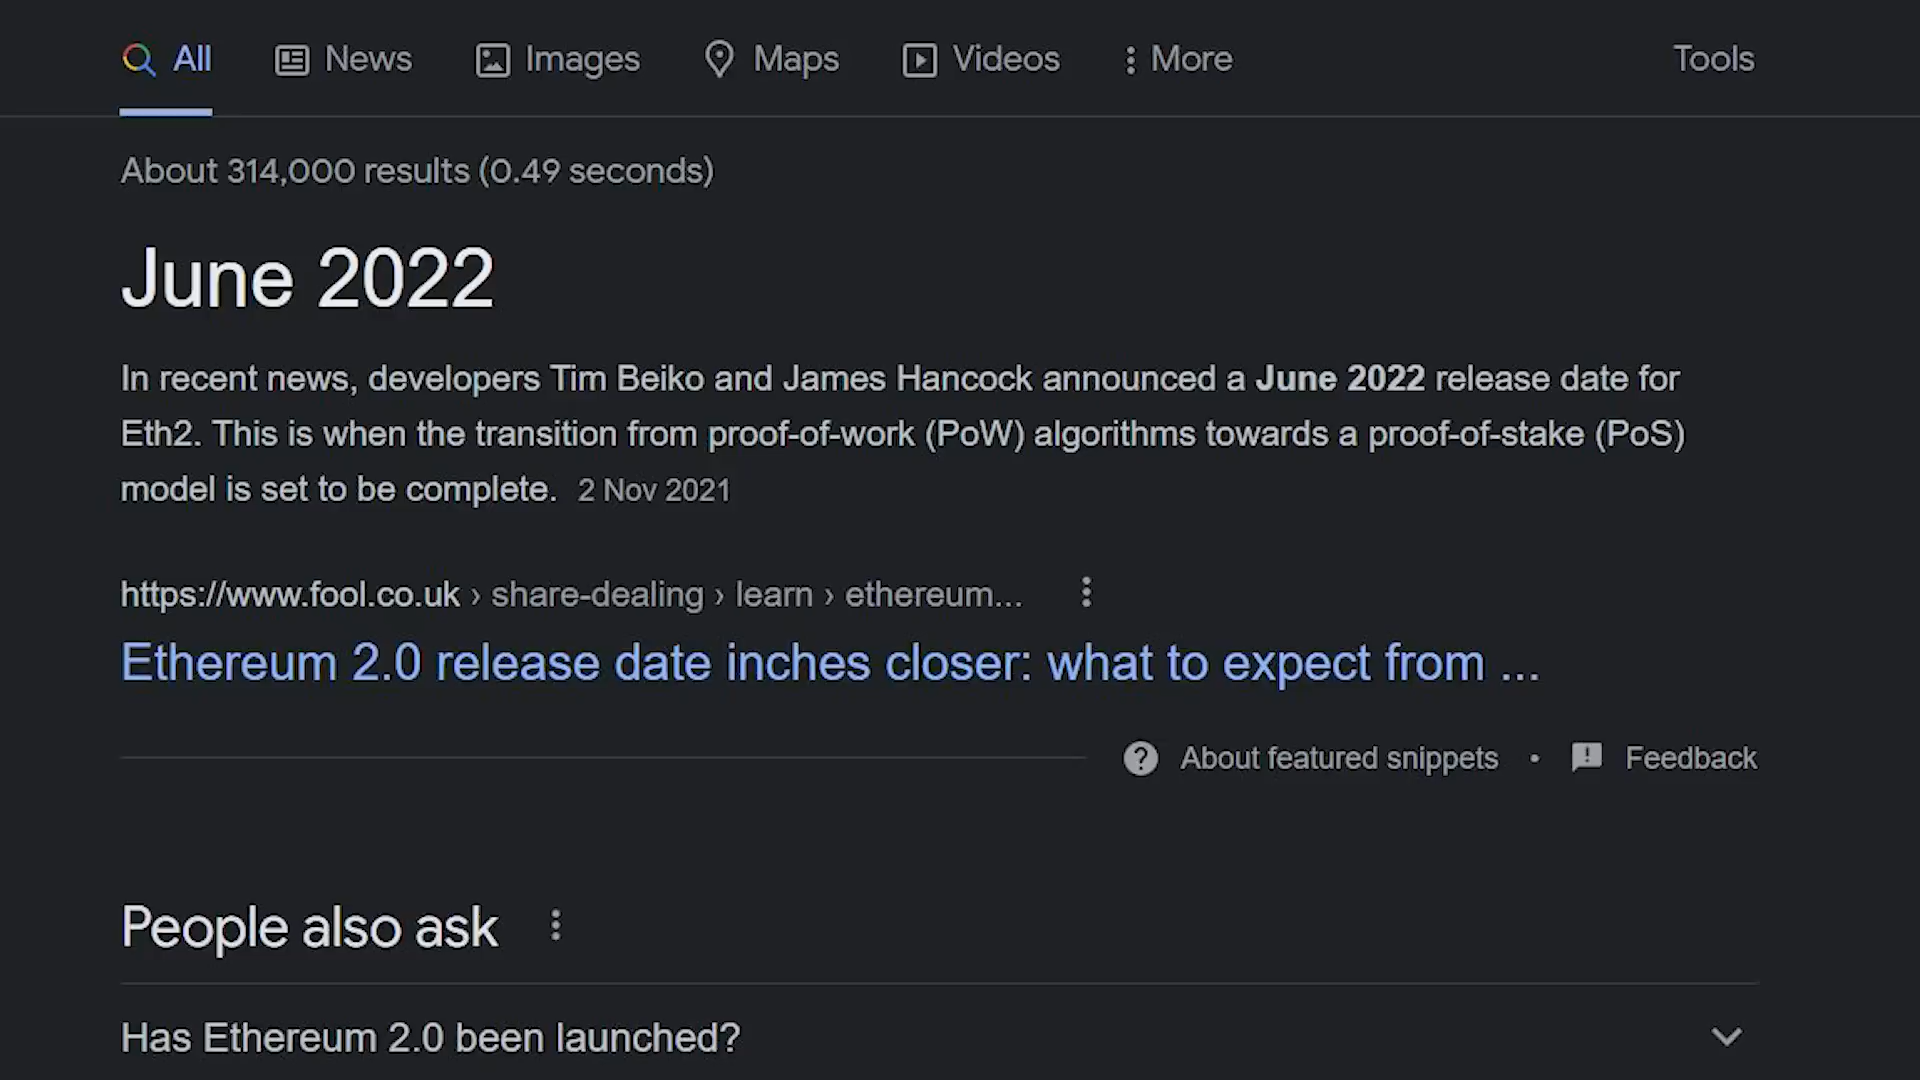 All News Images Maps Videos More Tools
About 314,000 results (0.49 seconds)
June 2022
In recent news, developers Tim Beiko and James Hancock announced a June 2022 release date for
Eth2. This is when the transition from proof-of-work (PoW) algorithms towards a proof-of-stake (PoS)
model is set to be complete. 2 Nov 2021
https://www.fool.co.uk › share-dealing › learn › ethereum...
Ethereum 2.0 release date inches closer: what to expect from ...
About featured snippets • Feedback
People also ask
Has Ethereum 2.0 been launched?